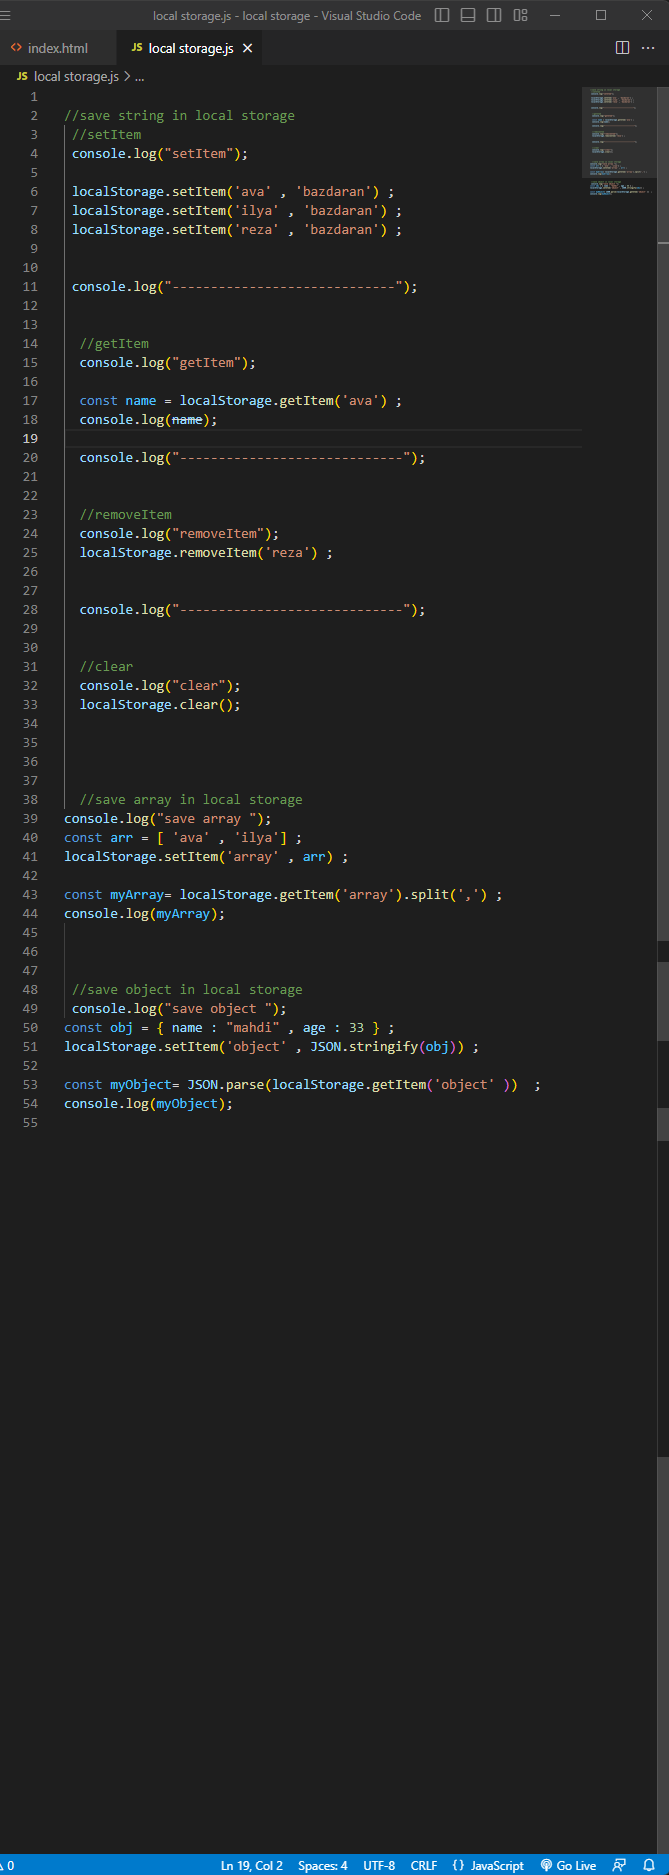 local storage.js - local storage - Visual Studio Code
index.html
JS local storage.js
JS local storage.js > ...
1
2 //save string in local storage
3 //setItem
4 console.log("setItem");
5
6 localStorage.setItem('ava' , 'bazdaran') ;
7 localStorage.setItem('ilya' , 'bazdaran') ;
8 localStorage.setItem('reza' , 'bazdaran') ;
9
10
11 console.log("-----------------------------");
12
13
14 //getItem
15 console.log("getItem");
16
17 const name = localStorage.getItem('ava') ;
18 console.log(name);
19
20 console.log("-----------------------------");
21
22
23 //removeItem
24 console.log("removeItem");
25 localStorage.removeItem('reza') ;
26
27
28 console.log("-----------------------------");
29
30
31 //clear
32 console.log("clear");
33 localStorage.clear();
34
35
36
37
38 //save array in local storage
39 console.log("save array ");
40 const arr = [ 'ava' , 'ilya'] ;
41 localStorage.setItem('array' , arr) ;
42
43 const myArray= localStorage.getItem('array').split(',') ;
44 console.log(myArray);
45
46
47
48 //save object in local storage
49 console.log("save object ");
50 const obj = { name : "mahdi" , age : 33 } ;
51 localStorage.setItem('object' , JSON.stringify(obj)) ;
52
53 const myObject= JSON.parse(localStorage.getItem('object' ))  ;
54 console.log(myObject);
55
0 Ln 19, Col 2 Spaces: 4 UTF-8 CRLF {} JavaScript Go Live